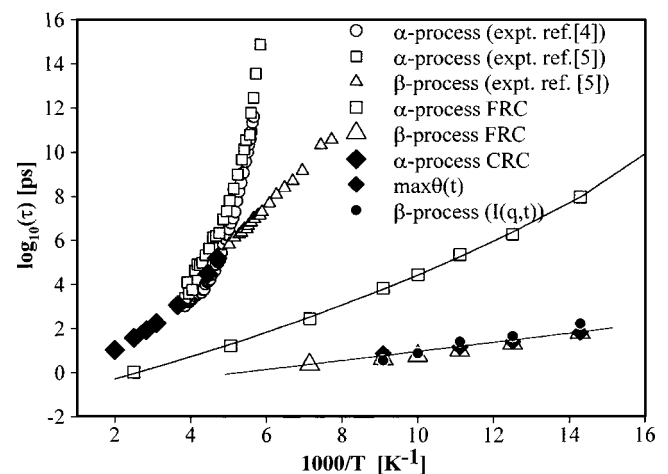 16
14
12
10
8
6
4
2
0
-2
log₁₀(τ) [ps]
α-process (expt. ref.[4])
α-process (expt. ref.[5])
β-process (expt. ref. [5])
α-process FRC
β-process FRC
α-process CRC
maxθ(t)
β-process (I(q,t))
2 4 6 8 10 12 14 16
1000/T [K⁻¹]